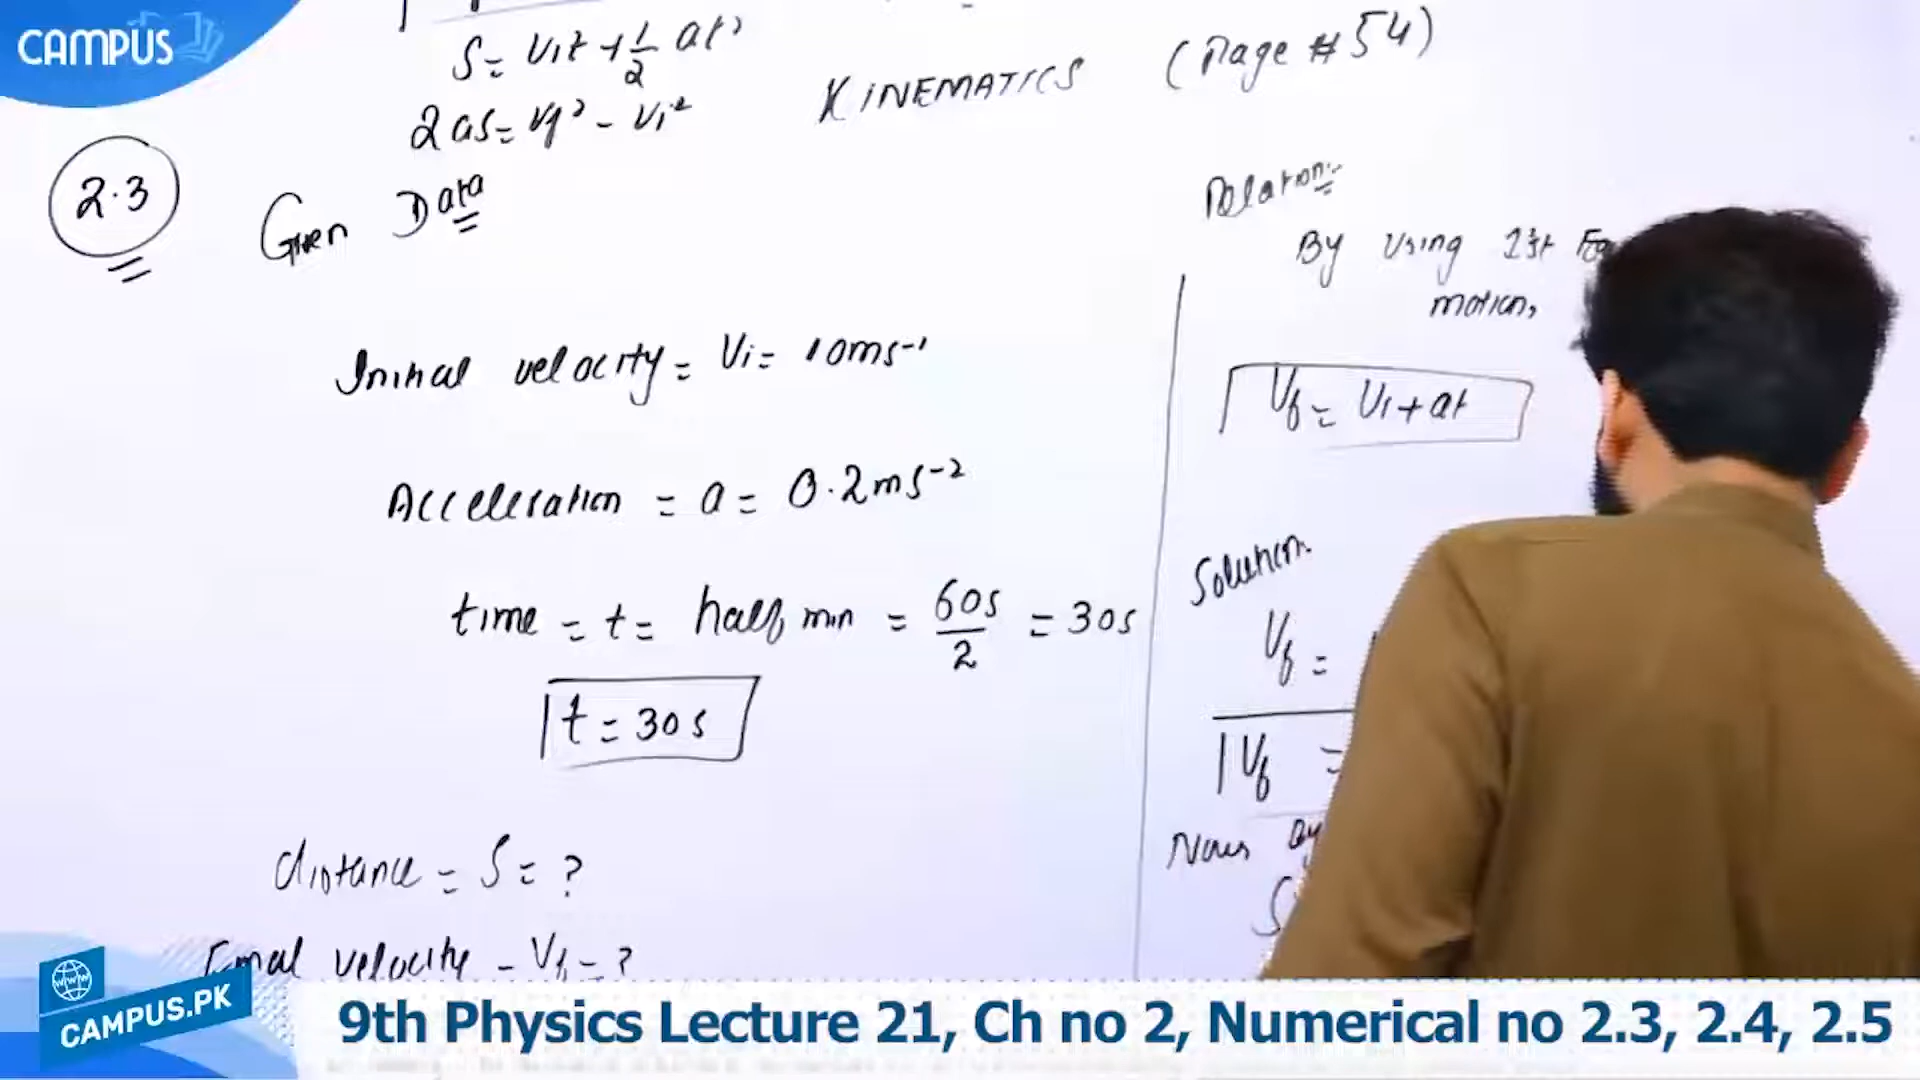 CAMPUS
S = Vit + 1/2 at²
2as = Vf² - Vi²
KINEMATICS (Page # 54)
2.3
Given Data
Initial velocity = Vi = 10ms-1
Acceleration = a = 0.2ms-2
time = t = half min = 60s/2 = 30s
t = 30s
distance = S = ?
Final velocity = Vf = ?
Relation:-
By Using 1st
motion,
Vf = Vi + at
Solution.
Vf =
Vf =
Now By
S
WWW
CAMPUS.PK
9th Physics Lecture 21, Ch no 2, Numerical no 2.3, 2.4, 2.5